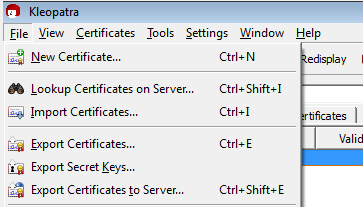 Kleopatra
File View Certificates Tools Settings Window Help
New Certificate... Ctrl+N
Redisplay
Lookup Certificates on Server... Ctrl+Shift+I
Import Certificates... Ctrl+I
ertificates
Export Certificates... Ctrl+E
Valid
Export Secret Keys...
Export Certificates to Server... Ctrl+Shift+E